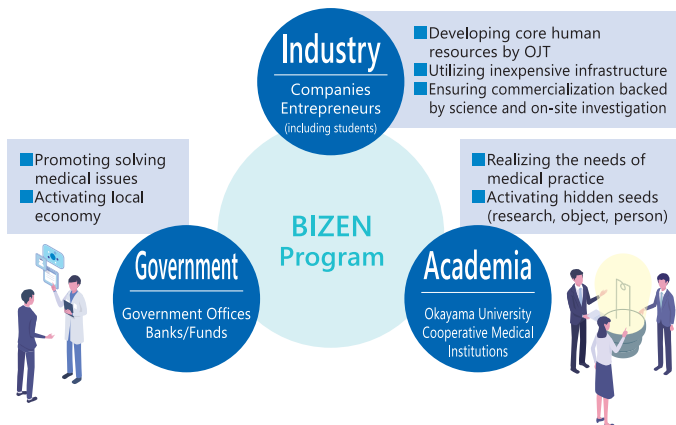 Industry
Companies
Entrepreneurs
(including students)
Developing core human
resources by OJT
Utilizing inexpensive infrastructure
Ensuring commercialization backed
by science and on-site investigation
Promoting solving
medical issues
Activating local
economy
Realizing the needs of
medical practice
Activating hidden seeds
(research, object, person)
BIZEN
Program
Government
Government Offices
Banks/Funds
Academia
Okayama University
Cooperative Medical
Institutions